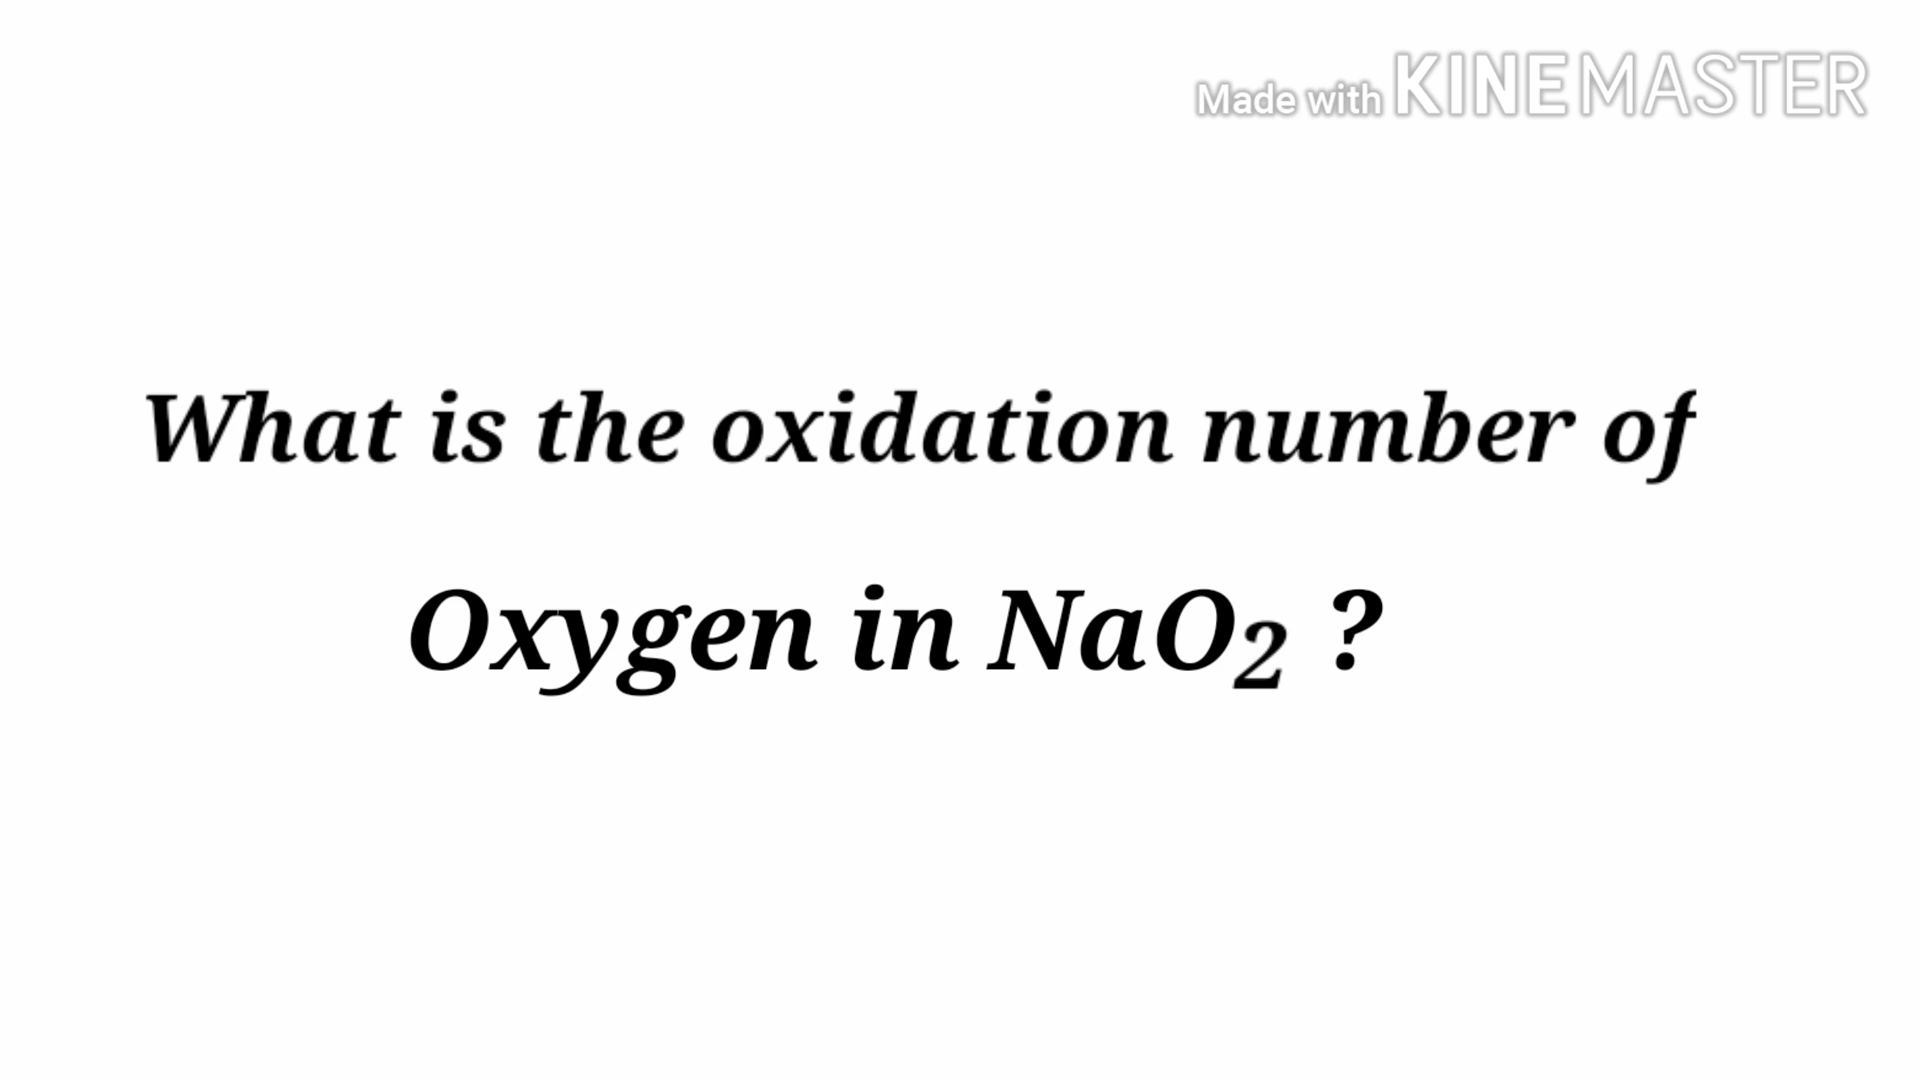 Made with KINEMASTER
What is the oxidation number of
Oxygen in NaO₂ ?